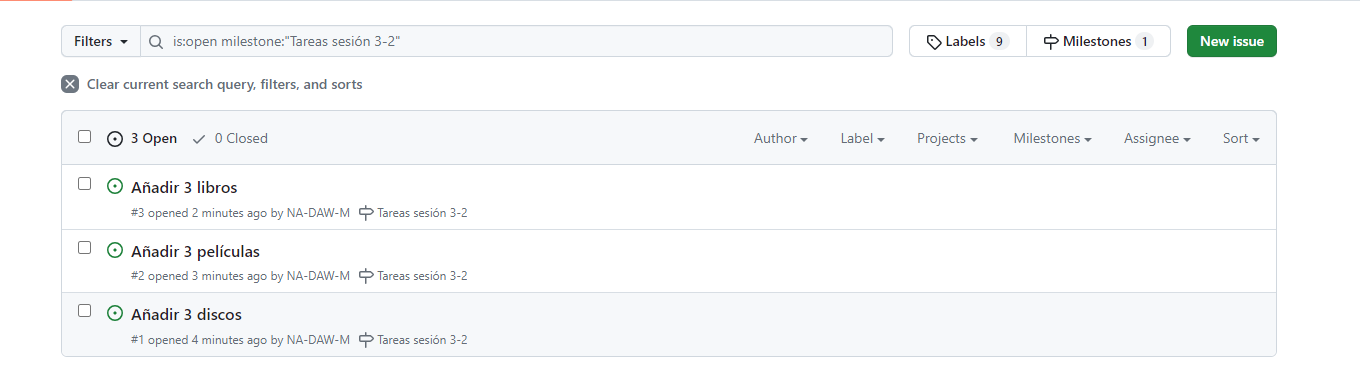 Filters is:open milestone:"Tareas sesión 3-2" Labels 9 Milestones 1 New issue
Clear current search query, filters, and sorts
3 Open 0 Closed Author Label Projects Milestones Assignee Sort
Añadir 3 libros
#3 opened 2 minutes ago by NA-DAW-M Tareas sesión 3-2
Añadir 3 películas
#2 opened 3 minutes ago by NA-DAW-M Tareas sesión 3-2
Añadir 3 discos
#1 opened 4 minutes ago by NA-DAW-M Tareas sesión 3-2